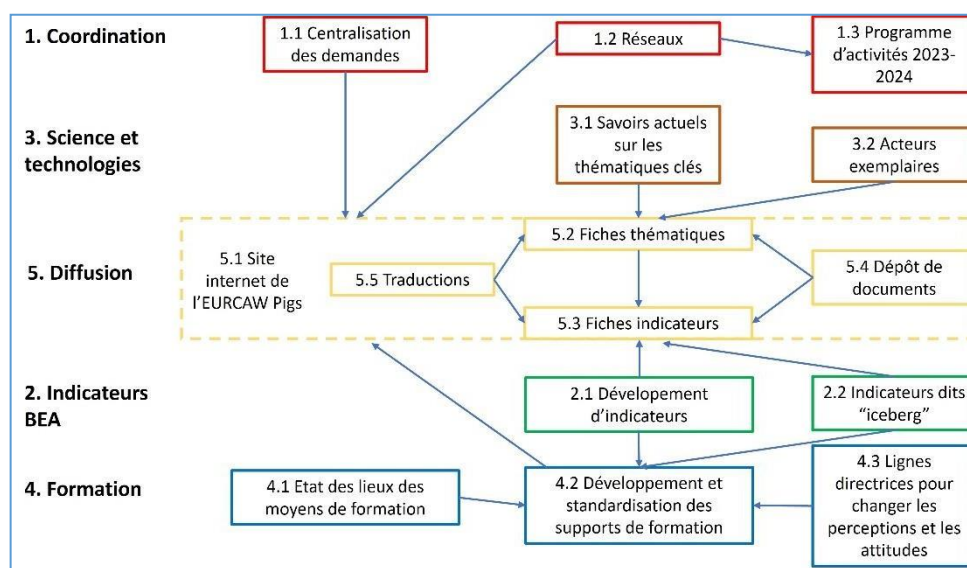 1. Coordination
1.1 Centralisation
des demandes
1.2 Réseaux
1.3 Programme
d’activités 2023-
2024
3. Science et
technologies
3.1 Savoirs actuels
sur les
thématiques clés
3.2 Acteurs
exemplaires
5. Diffusion
5.1 Site
internet de
l’EURCAW Pigs
5.5 Traductions
5.2 Fiches thématiques
5.3 Fiches indicateurs
5.4 Dépôt de
documents
2. Indicateurs
BEA
2.1 Dévelopement
d’indicateurs
2.2 Indicateurs dits
“iceberg”
4. Formation
4.1 Etat des lieux des
moyens de formation
4.2 Développement et
standardisation des
supports de formation
4.3 Lignes
directrices pour
changer les
perceptions et les
attitudes